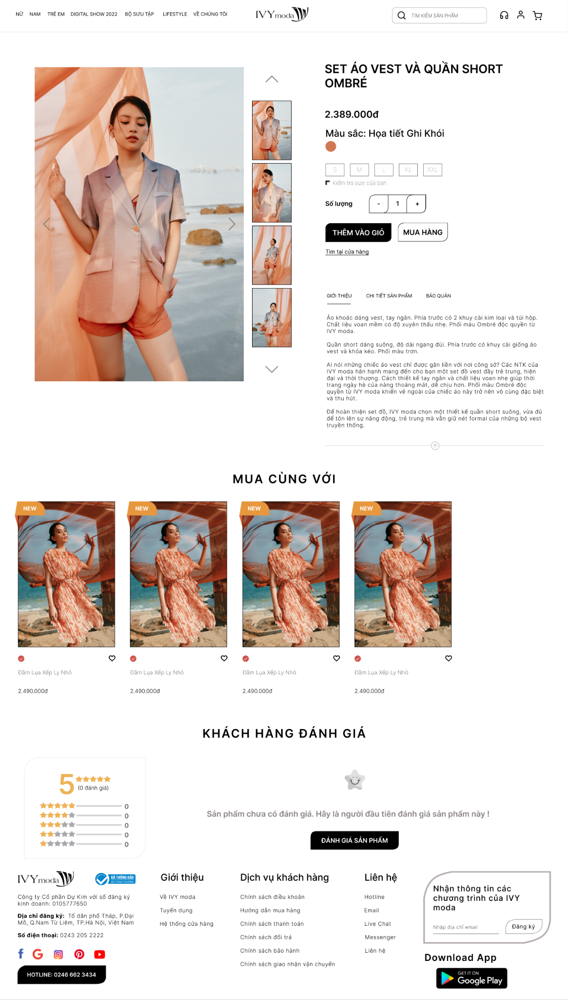 NỮ NAM TRẺ EM DIGITAL SHOW 2022 BỘ SƯU TẬP LIFESTYLE VỀ CHÚNG TÔI IVY moda TÌM KIẾM SẢN PHẨM
SET ÁO VEST VÀ QUẦN SHORT
OMBRÉ
2.389.000đ
Màu sắc: Họa tiết Ghi Khói
S M L XL XXL
Kiểm tra size của bạn
Số lượng - 1 +
THÊM VÀO GIỎ MUA HÀNG
Tìm tại cửa hàng
GIỚI THIỆU CHI TIẾT SẢN PHẨM BẢO QUẢN
Áo khoác dáng vest, tay ngắn. Phía trước có 2 khuy cài kim loại và túi hộp.
Chất liệu voan mềm có độ xuyên thấu nhẹ. Phối màu Ombré độc quyền từ
IVY moda.
Quần short dáng suông, độ dài ngang đùi. Phía trước có khuy cài giống áo
vest và khóa kéo. Phối màu trơn.
Ai nói những chiếc áo vest chỉ được gắn liền với nơi công sở? Các NTK của
IVY moda hân hạnh mang đến cho bạn một set đồ vest đầy trẻ trung, hiện
đại và thời thượng. Cách thiết kế tay ngắn và chất liệu voan nhẹ giúp thời
trang ngày hè của nàng thoáng mát, dễ chịu hơn. Phối màu Ombré độc
quyền từ IVY moda khiến vẻ ngoài của chiếc áo này trở nên vô cùng đặc biệt
và thu hút.
Để hoàn thiện set đồ, IVY moda chọn một thiết kế quần short suông, vừa đủ
để tôn lên sự năng động, trẻ trung mà vẫn giữ nét formal của những bộ vest
truyền thống.
MUA CÙNG VỚI
NEW NEW NEW NEW
Đầm Lụa Xếp Ly Nhỏ Đầm Lụa Xếp Ly Nhỏ Đầm Lụa Xếp Ly Nhỏ Đầm Lụa Xếp Ly Nhỏ
2.490.000đ 2.490.000đ 2.490.000đ 2.490.000đ
KHÁCH HÀNG ĐÁNH GIÁ
5
(0 đánh giá)
0
0
0
0
0
Sản phẩm chưa có đánh giá. Hãy là người đầu tiên đánh giá sản phẩm này !
ĐÁNH GIÁ SẢN PHẨM
IVY moda
ĐÃ THÔNG BÁO
BỘ CÔNG THƯƠNG
Công ty Cổ phần Dự Kim với số đăng ký
kinh doanh: 0105777650
Địa chỉ đăng ký: Tổ dân phố Tháp, P.Đại
Mỗ, Q.Nam Từ Liêm, TP.Hà Nội, Việt Nam
Số điện thoại: 0243 205 2222
HOTLINE: 0246 662 3434
Giới thiệu
Về IVY moda
Tuyển dụng
Hệ thống cửa hàng
Dịch vụ khách hàng
Chính sách điều khoản
Hướng dẫn mua hàng
Chính sách thanh toán
Chính sách đổi trả
Chính sách bảo hành
Chính sách giao nhận vận chuyển
Liên hệ
Hotline
Email
Live Chat
Messenger
Liên hệ
Nhận thông tin các
chương trình của IVY
moda
Nhập địa chỉ email Đăng ký
Download App
GET IT ON
Google Play